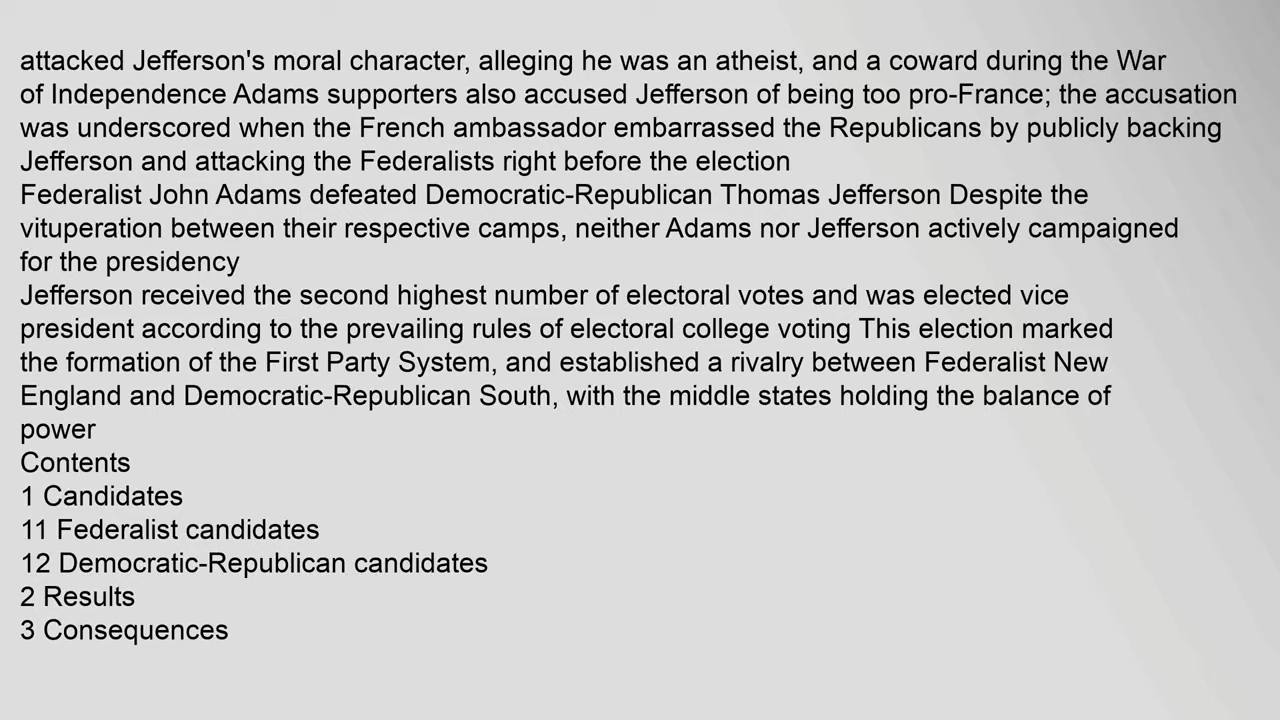 attacked Jefferson's moral character, alleging he was an atheist, and a coward during the War
of Independence Adams supporters also accused Jefferson of being too pro-France; the accusation
was underscored when the French ambassador embarrassed the Republicans by publicly backing
Jefferson and attacking the Federalists right before the election
Federalist John Adams defeated Democratic-Republican Thomas Jefferson Despite the
vituperation between their respective camps, neither Adams nor Jefferson actively campaigned
for the presidency
Jefferson received the second highest number of electoral votes and was elected vice
president according to the prevailing rules of electoral college voting This election marked
the formation of the First Party System, and established a rivalry between Federalist New
England and Democratic-Republican South, with the middle states holding the balance of
power
Contents
1 Candidates
11 Federalist candidates
12 Democratic-Republican candidates
2 Results
3 Consequences